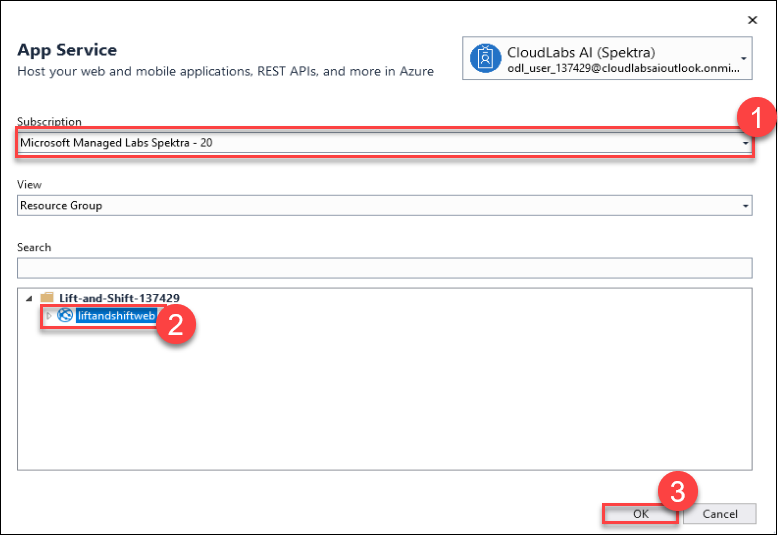 App Service
Host your web and mobile applications, REST APIs, and more in Azure
CloudLabs AI (Spektra)
odl_user_137429@cloudlabsaioutlook.onmi...
Subscription
1
Microsoft Managed Labs Spektra - 20
View
Resource Group
Search
Lift-and-Shift-137429
liftandshiftweb
2
3
OK
Cancel